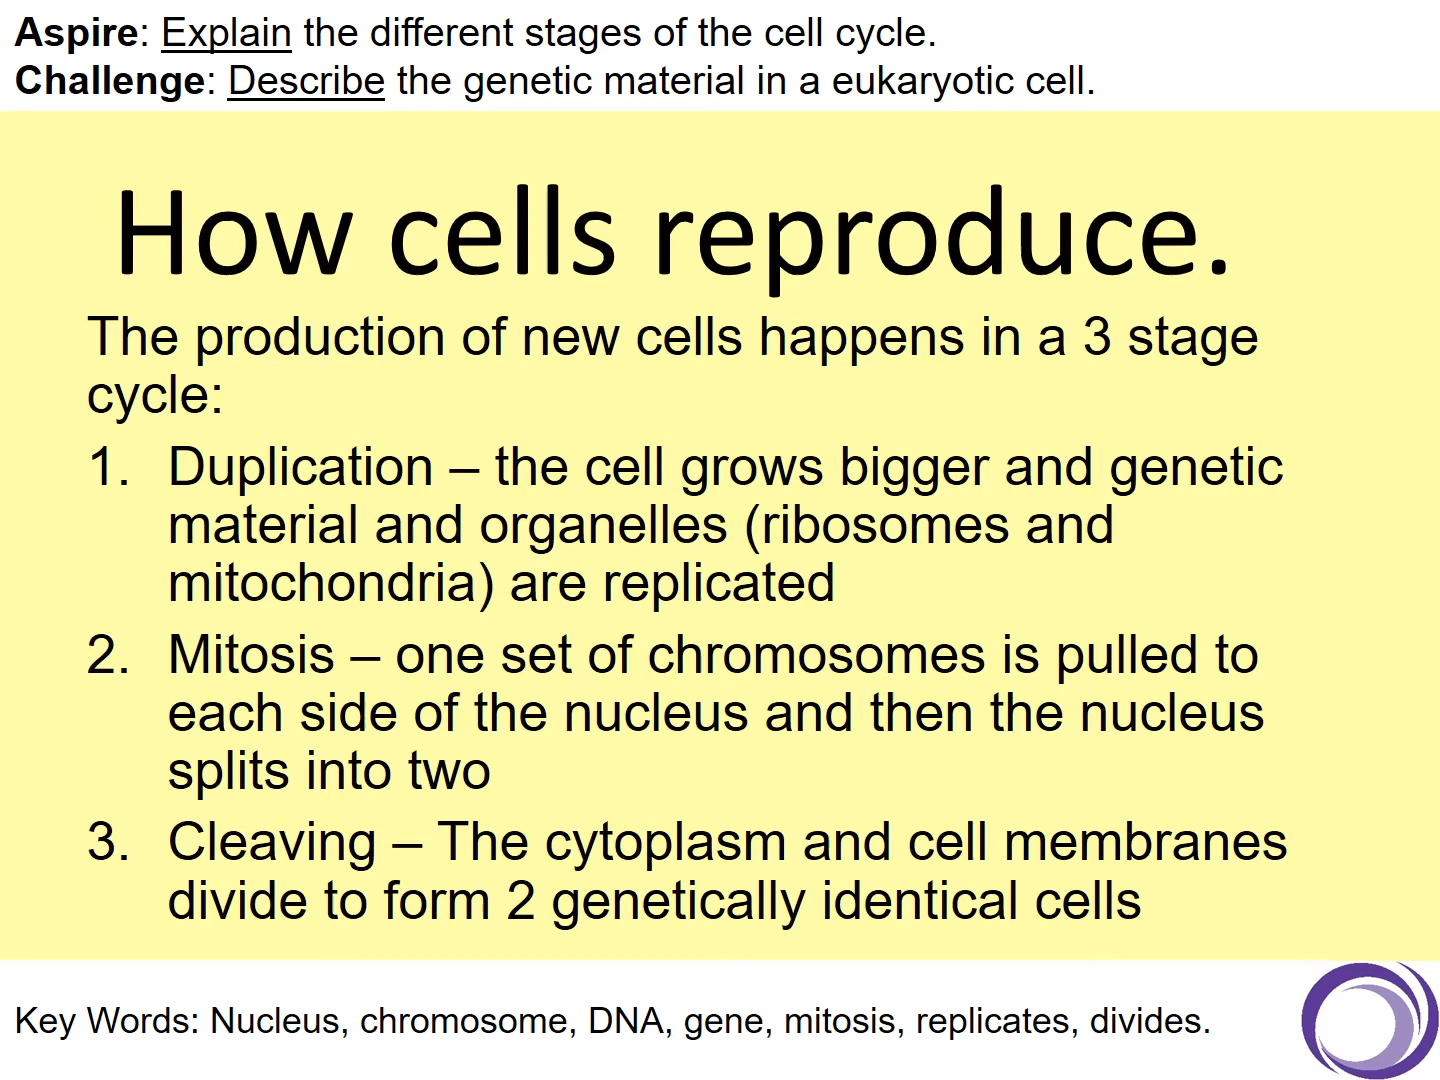 Aspire: Explain the different stages of the cell cycle.
Challenge: Describe the genetic material in a eukaryotic cell.
How cells reproduce.
The production of new cells happens in a 3 stage
cycle:
1. Duplication – the cell grows bigger and genetic
material and organelles (ribosomes and
mitochondria) are replicated
2. Mitosis – one set of chromosomes is pulled to
each side of the nucleus and then the nucleus
splits into two
3. Cleaving – The cytoplasm and cell membranes
divide to form 2 genetically identical cells
Key Words: Nucleus, chromosome, DNA, gene, mitosis, replicates, divides.